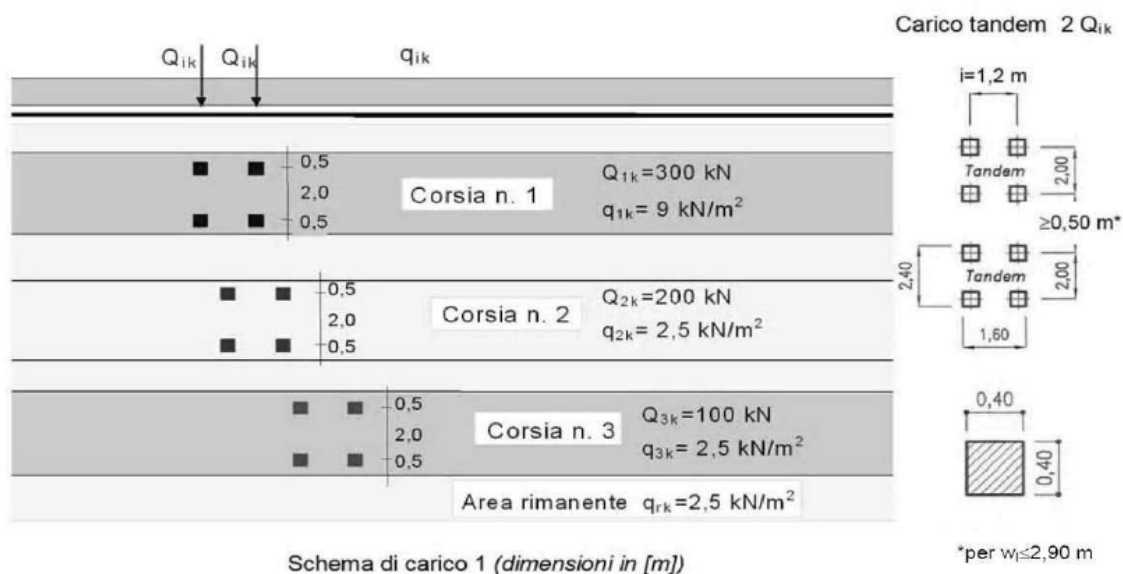 Carico tandem 2 Qik
Qik Qik qik
i=1,2 m
0,5
2,0
0,5
Corsia n. 1
Q1k=300 kN
q1k= 9 kN/m²
Tandem
2,00
≥0,50 m*
0,5
2,0
0,5
Corsia n. 2
Q2k=200 kN
q2k= 2,5 kN/m²
2,40
Tandem
2,00
1,60
0,5
2,0
0,5
Corsia n. 3
Q3k=100 kN
q3k= 2,5 kN/m²
0,40
0,40
Area rimanente qrk=2,5 kN/m²
Schema di carico 1 (dimensioni in [m])
*per wl≤2,90 m